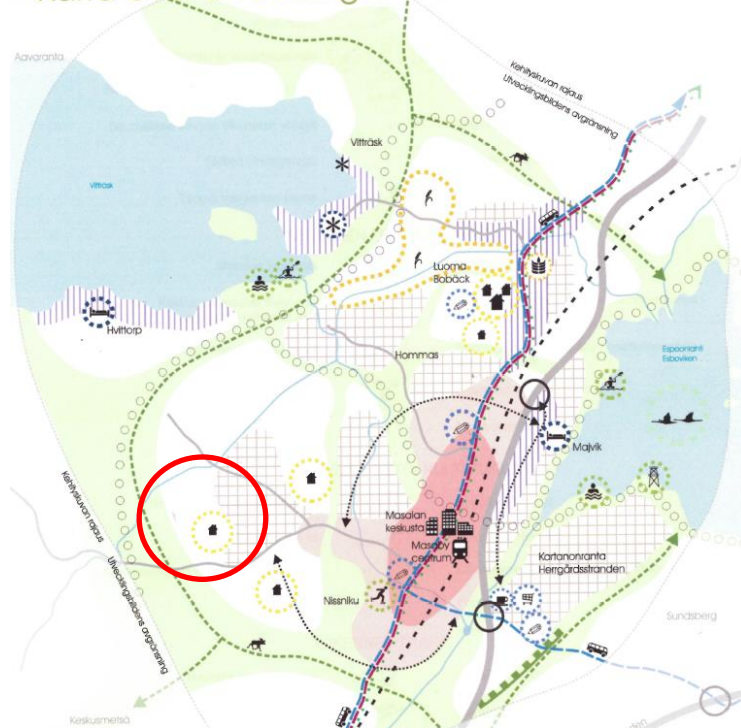 Aavaranta
Kehityskuvan rajaus
Utvecklingsbildens avgränsning
Vitträsk
Vitträsk
Luoma
Bobäck
Hvittorp
Hommas
Espoonlahti
Esboviken
Majvik
Masalan
keskusta
Masaby
centrum
Kartanonranta
Herrgårdsstranden
Nissniku
Sundsberg
Kehityskuvan rajaus
Utvecklingsbildens avgränsning
Keskusmetsä